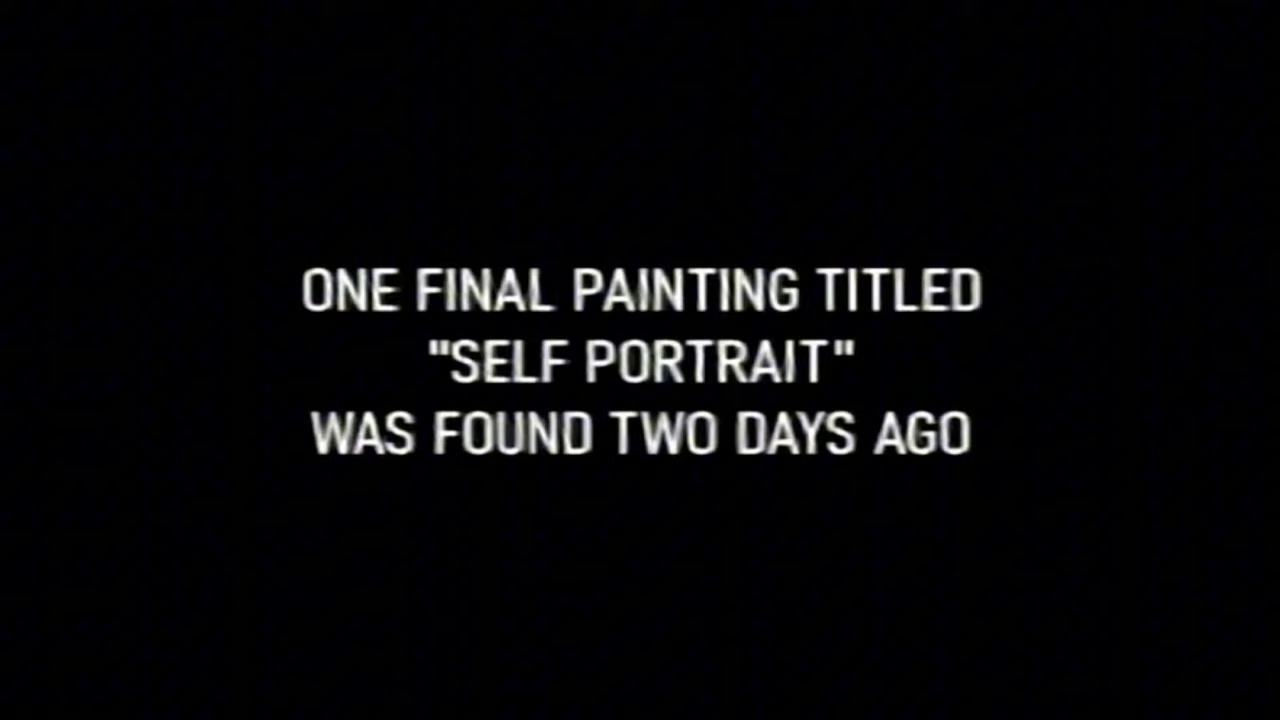 ONE FINAL PAINTING TITLED
"SELF PORTRAIT"
WAS FOUND TWO DAYS AGO